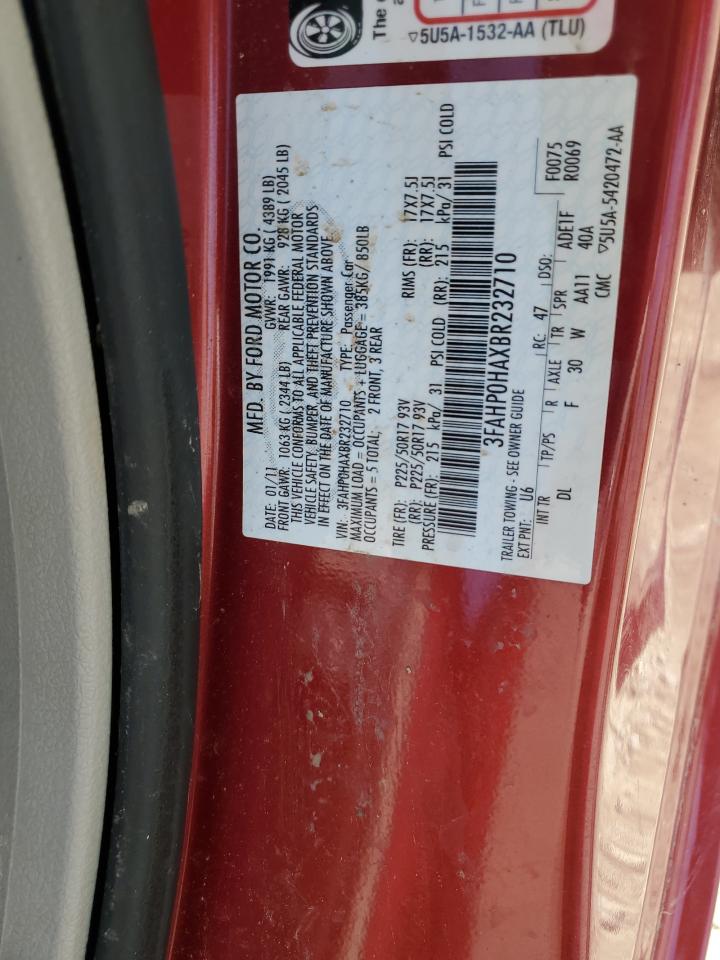 The
▽5U5A-1532-AA (TLU)
MFD. BY FORD MOTOR CO.
DATE: 01/11 GVWR: 1991 KG ( 4389 LB)
FRONT GAWR: 1063 KG ( 2344 LB) REAR GAWR: 928 KG ( 2045 LB)
THIS VEHICLE CONFORMS TO ALL APPLICABLE FEDERAL MOTOR
VEHICLE SAFETY, BUMPER, AND THEFT PREVENTION STANDARDS
IN EFFECT ON THE DATE OF MANUFACTURE SHOWN ABOVE
VIN: 3FAHP0HAXBR232710 TYPE: Passenger Car
MAXIMUM LOAD = OCCUPANTS + LUGGAGE = 385KG/ 850LB
OCCUPANTS = 5 TOTAL: 2 FRONT, 3 REAR
TIRE (FR): P225/50R17 93V RIMS (FR): 17X7.5J
(RR): P225/50R17 93V (RR): 17X7.5J
PRESSURE (FR): 215 kPa/ 31 PSI COLD (RR): 215 kPa/ 31 PSI COLD
3FAHP0HAXBR232710
TRAILER TOWING - SEE OWNER GUIDE
EXT PNT: U6 RC: 47 DSO: F0075
INT TR TP/PS R AXLE TR SPR R0069
DL F 30 W AA11 ADE1F
40A
CMC ▽5U5A-5420472-AA